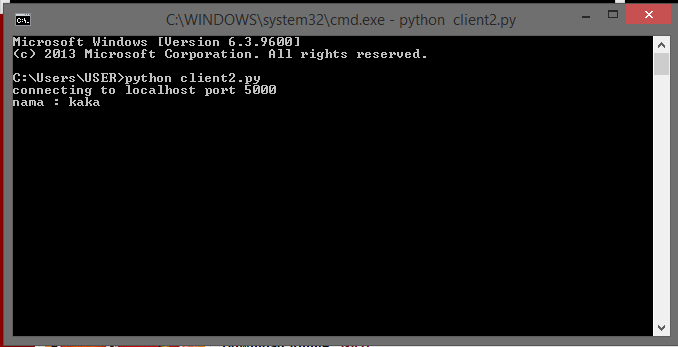 C:\WINDOWS\system32\cmd.exe - python  client2.py
Microsoft Windows [Version 6.3.9600]
(c) 2013 Microsoft Corporation. All rights reserved.
C:\Users\USER>python client2.py
connecting to localhost port 5000
nama : kaka